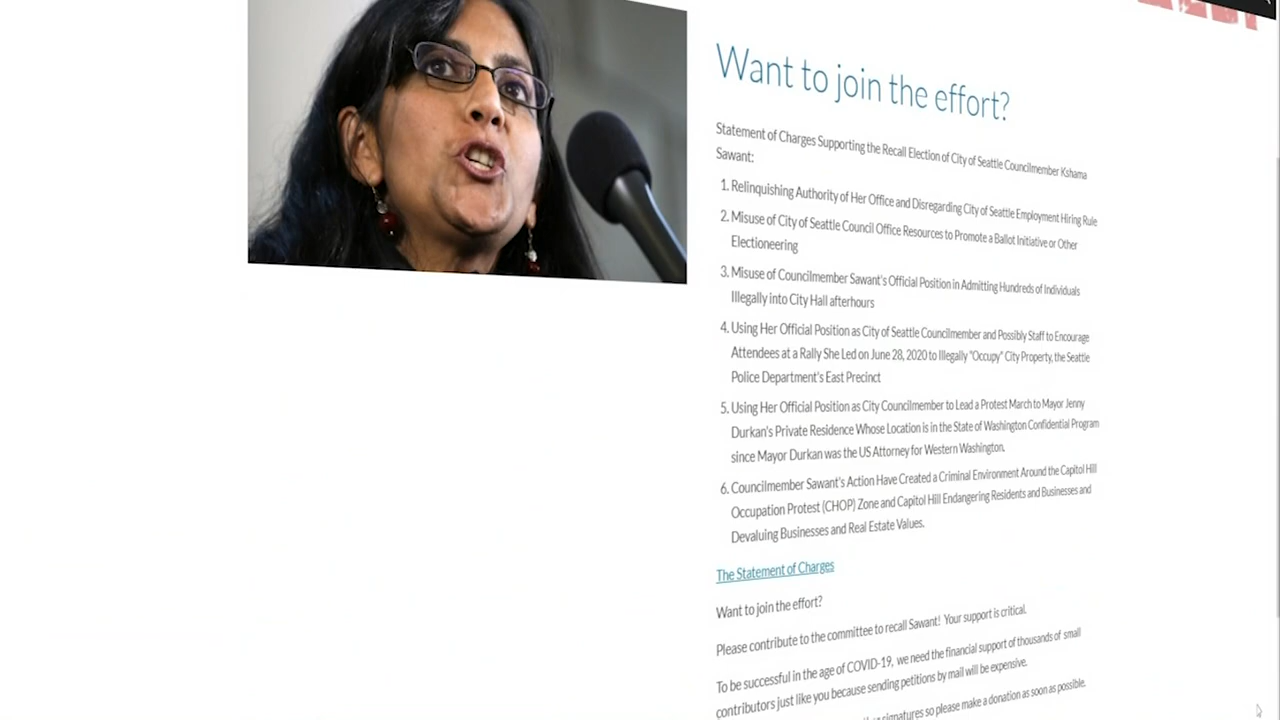 Want to join the effort?
Statement of Charges Supporting the Recall Election of City of Seattle Councilmember Kshama
Sawant:
1. Relinquishing Authority of Her Office and Disregarding City of Seattle Employment Hiring Rule
2. Misuse of City of Seattle Council Office Resources to Promote a Ballot Initiative or Other
Electioneering
3. Misuse of Councilmember Sawant's Official Position in Admitting Hundreds of Individuals
Illegally into City Hall afterhours
4. Using Her Official Position as City of Seattle Councilmember and Possibly Staff to Encourage
Attendees at a Rally She Led on June 28, 2020 to Illegally "Occupy" City Property, the Seattle
Police Department's East Precinct
5. Using Her Official Position as City Councilmember to Lead a Protest March to Mayor Jenny
Durkan's Private Residence Whose Location is in the State of Washington Confidential Program
since Mayor Durkan was the US Attorney for Western Washington.
6. Councilmember Sawant's Action Have Created a Criminal Environment Around the Capitol Hill
Occupation Protest (CHOP) Zone and Capitol Hill Endangering Residents and Businesses and
Devaluing Businesses and Real Estate Values.
The Statement of Charges
Want to join the effort?
Please contribute to the committee to recall Sawant! Your support is critical.
To be successful in the age of COVID-19, we need the financial support of thousands of small
contributors just like you because sending petitions by mail will be expensive.
signatures so please make a donation as soon as possible.